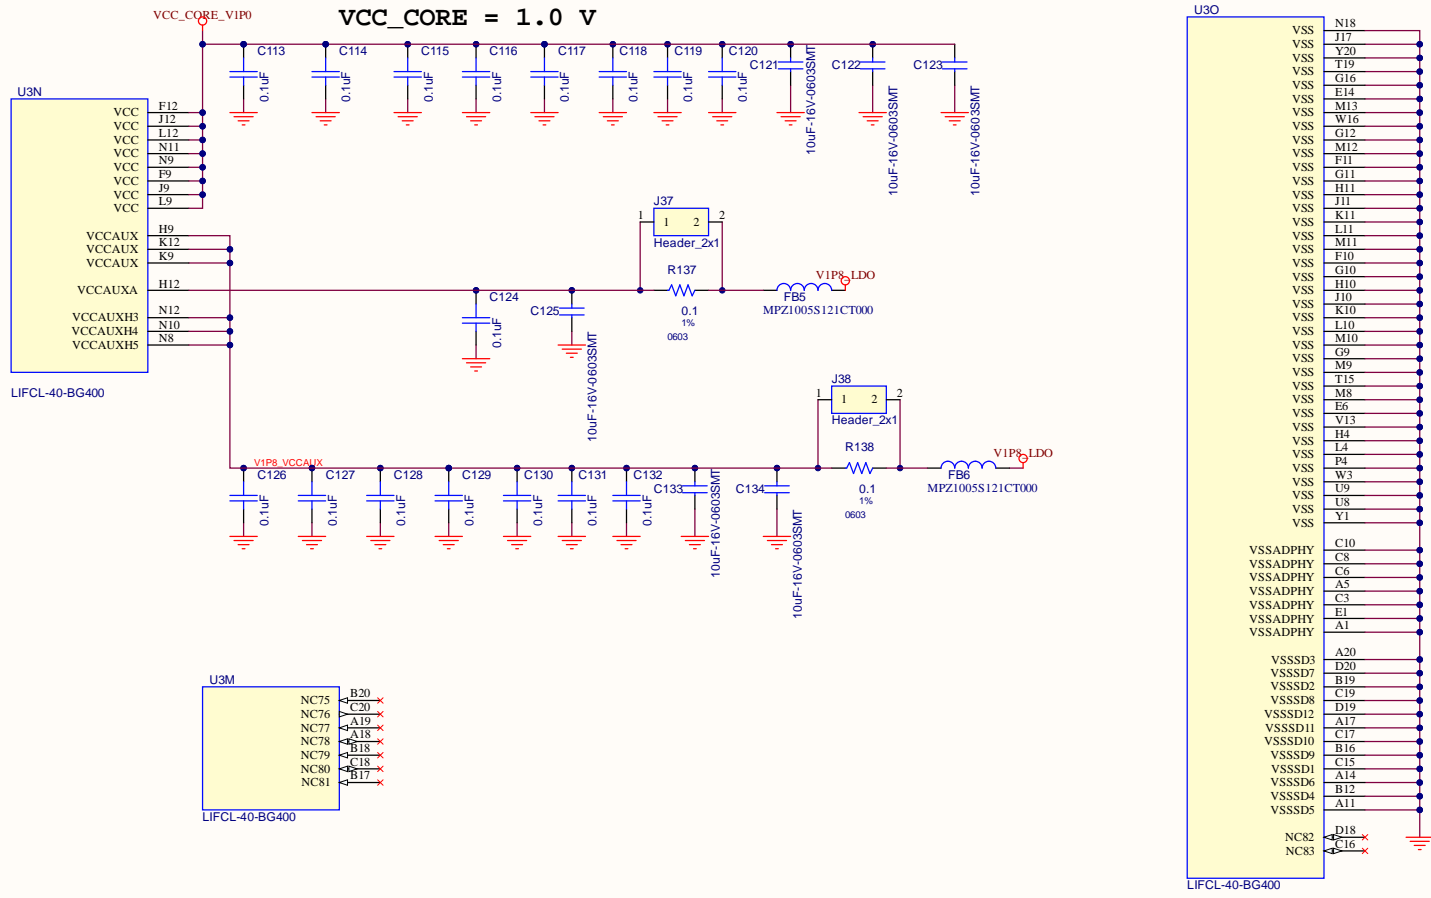 VCC_CORE_V1P0
VCC_CORE = 1.0 V
C113
0.1uF
C114
0.1uF
C115
0.1uF
C116
0.1uF
C117
0.1uF
C118
0.1uF
C119
0.1uF
C120
0.1uF
C121
10uF-16V-0603SMT
C122
10uF-16V-0603SMT
C123
10uF-16V-0603SMT
U3N
VCC F12
VCC J12
VCC L12
VCC N11
VCC N9
VCC F9
VCC J9
VCC L9
VCCAUX H9
VCCAUX K12
VCCAUX K9
VCCAUXA H12
VCCAUXH3 N12
VCCAUXH4 N10
VCCAUXH5 N8
LIFCL-40-BG400
J37
1 1 2 2
Header_2x1
R137
0.1
1%
0603
V1P8_LDO
FB5
MPZ1005S121CT000
C124
0.1uF
C125
10uF-16V-0603SMT
J38
1 1 2 2
Header_2x1
R138
0.1
1%
0603
V1P8_LDO
FB6
MPZ1005S121CT000
V1P8_VCCAUX
C126
0.1uF
C127
0.1uF
C128
0.1uF
C129
0.1uF
C130
0.1uF
C131
0.1uF
C132
0.1uF
C133
10uF-16V-0603SMT
C134
10uF-16V-0603SMT
U3M
NC75 B20
NC76 C20
NC77 A19
NC78 A18
NC79 B18
NC80 C18
NC81 B17
LIFCL-40-BG400
U3O
VSS N18
VSS J17
VSS Y20
VSS T19
VSS G16
VSS E14
VSS M13
VSS W16
VSS G12
VSS M12
VSS F11
VSS G11
VSS H11
VSS J11
VSS K11
VSS L11
VSS M11
VSS F10
VSS G10
VSS H10
VSS J10
VSS K10
VSS L10
VSS M10
VSS G9
VSS M9
VSS T15
VSS M8
VSS E6
VSS V13
VSS H4
VSS L4
VSS P4
VSS W3
VSS U9
VSS U8
VSS Y1
VSSADPHY C10
VSSADPHY C8
VSSADPHY C6
VSSADPHY A5
VSSADPHY C3
VSSADPHY E1
VSSADPHY A1
VSSSD3 A20
VSSSD7 D20
VSSSD2 B19
VSSSD8 C19
VSSSD12 D19
VSSSD11 A17
VSSSD10 C17
VSSSD9 B16
VSSSD1 C15
VSSSD6 A14
VSSSD4 B12
VSSSD5 A11
NC82 D18
NC83 C16
LIFCL-40-BG400